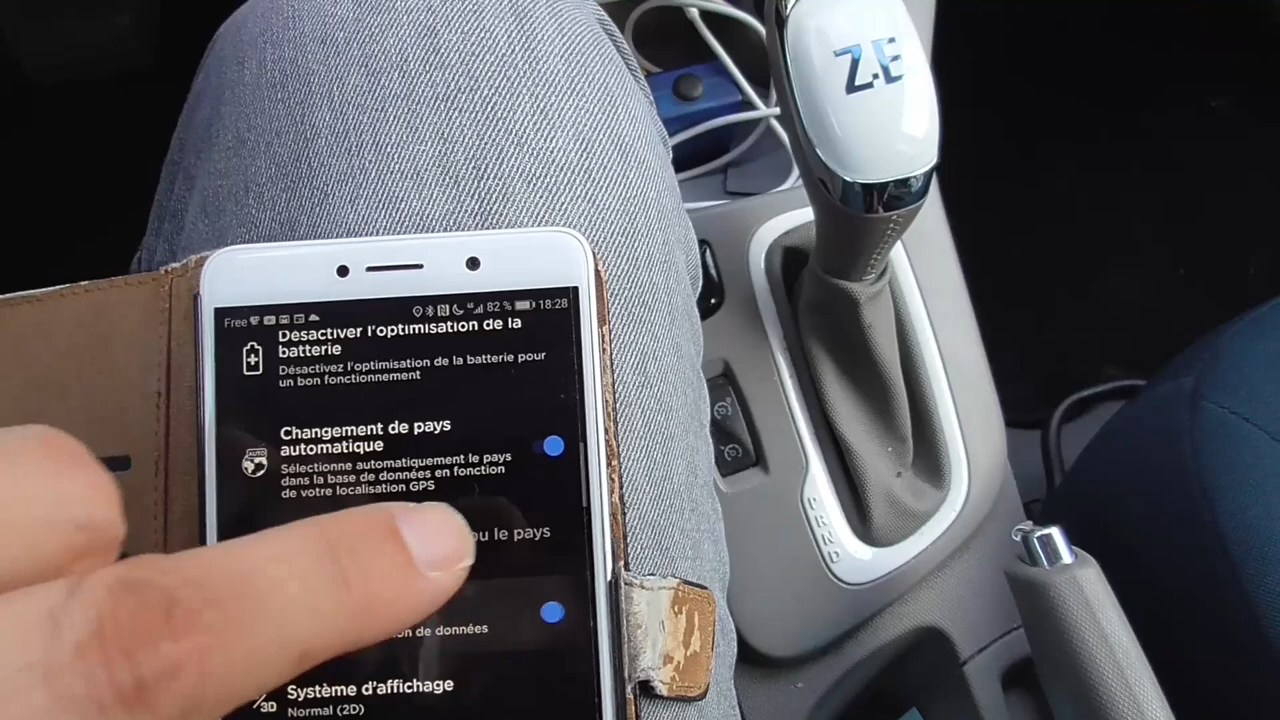 Z.E
Free 82 % 18:28
Désactiver l'optimisation de la
batterie
Désactivez l'optimisation de la batterie pour
un bon fonctionnement
Changement de pays
automatique
AUTO
Sélectionne automatiquement le pays
dans la base de données en fonction
de votre localisation GPS
ou le pays
de données
Système d'affichage
/3D
Normal (2D)
P
R
N
D